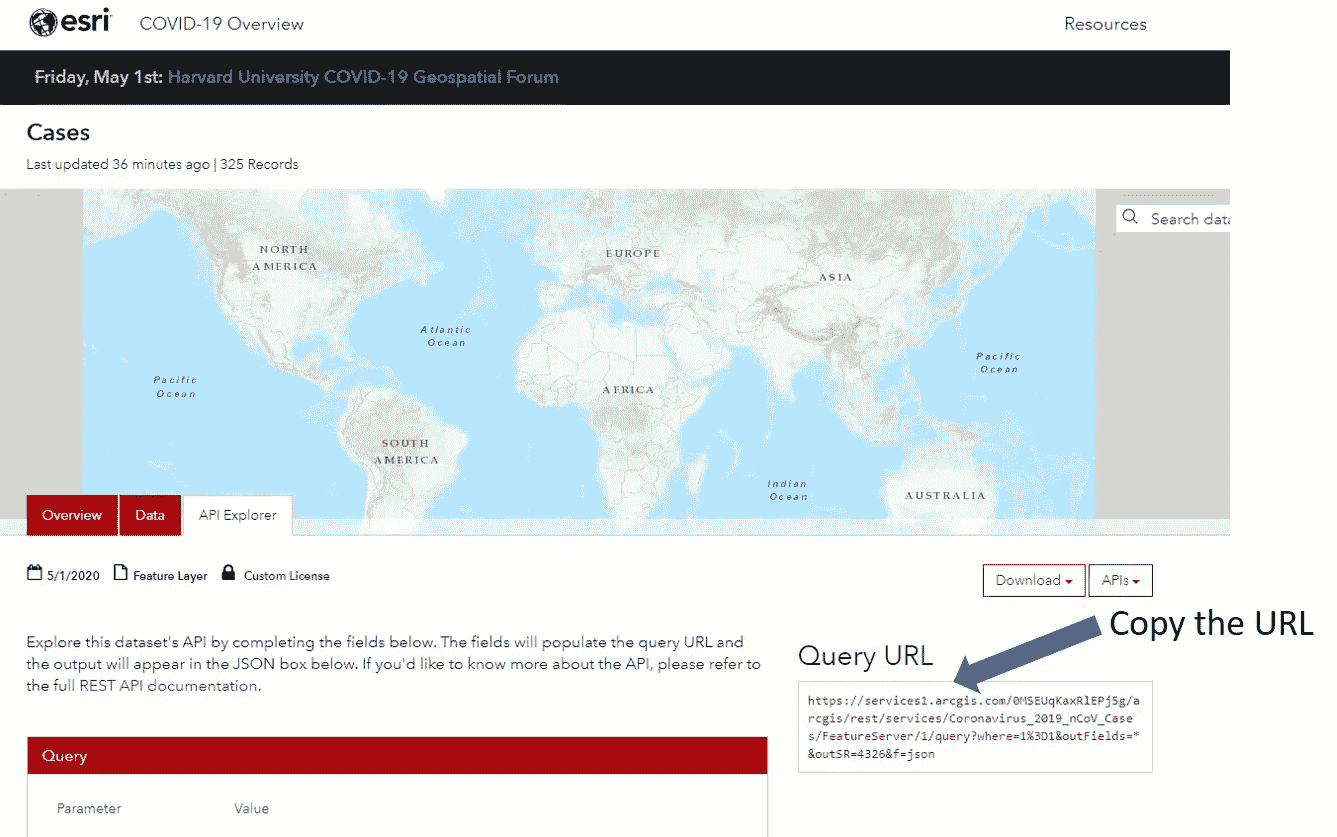 esri COVID-19 Overview Resources
Friday, May 1st: Harvard University COVID-19 Geospatial Forum
Cases
Last updated 36 minutes ago | 325 Records
Search data
NORTH
AMERICA
EUROPE
ASIA
Atlantic
Ocean
Pacific
Ocean
Pacific
Ocean
AFRICA
SOUTH
AMERICA
Indian
Ocean
AUSTRALIA
Overview Data API Explorer
5/1/2020 Feature Layer Custom License
Download APIs
Copy the URL
Explore this dataset's API by completing the fields below. The fields will populate the query URL and
the output will appear in the JSON box below. If you'd like to know more about the API, please refer to
the full REST API documentation.
Query URL
https://services1.arcgis.com/0MSEUqKaxRlEPj5g/a
rcgis/rest/services/Coronavirus_2019_nCoV_Case
s/FeatureServer/1/query?where=1%3D1&outFields=*
&outSR=4326&f=json
Query
Parameter Value